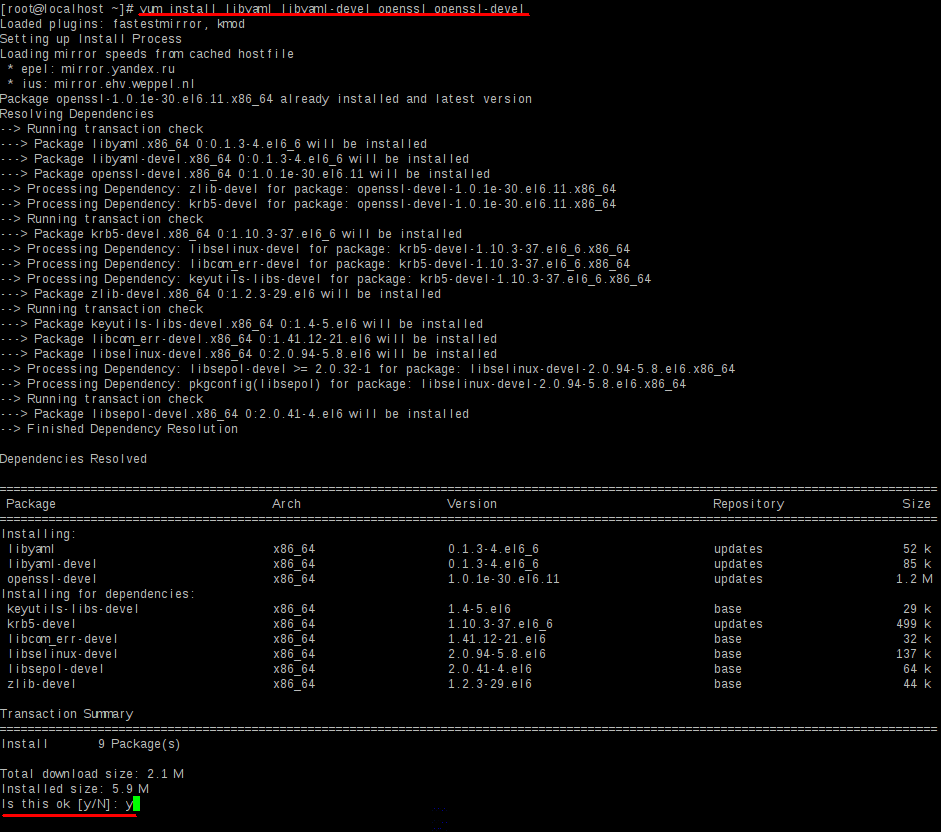 [root@localhost ~]# yum install libyaml libyaml-devel openssl openssl-devel
Loaded plugins: fastestmirror, kmod
Setting up Install Process
Loading mirror speeds from cached hostfile
 * epel: mirror.yandex.ru
 * ius: mirror.ehv.weppel.nl
Package openssl-1.0.1e-30.el6.11.x86_64 already installed and latest version
Resolving Dependencies
--> Running transaction check
---> Package libyaml.x86_64 0:0.1.3-4.el6_6 will be installed
---> Package libyaml-devel.x86_64 0:0.1.3-4.el6_6 will be installed
---> Package openssl-devel.x86_64 0:1.0.1e-30.el6.11 will be installed
--> Processing Dependency: zlib-devel for package: openssl-devel-1.0.1e-30.el6.11.x86_64
--> Processing Dependency: krb5-devel for package: openssl-devel-1.0.1e-30.el6.11.x86_64
--> Running transaction check
---> Package krb5-devel.x86_64 0:1.10.3-37.el6_6 will be installed
--> Processing Dependency: libselinux-devel for package: krb5-devel-1.10.3-37.el6_6.x86_64
--> Processing Dependency: libcom_err-devel for package: krb5-devel-1.10.3-37.el6_6.x86_64
--> Processing Dependency: keyutils-libs-devel for package: krb5-devel-1.10.3-37.el6_6.x86_64
---> Package zlib-devel.x86_64 0:1.2.3-29.el6 will be installed
--> Running transaction check
---> Package keyutils-libs-devel.x86_64 0:1.4-5.el6 will be installed
---> Package libcom_err-devel.x86_64 0:1.41.12-21.el6 will be installed
---> Package libselinux-devel.x86_64 0:2.0.94-5.8.el6 will be installed
--> Processing Dependency: libsepol-devel >= 2.0.32-1 for package: libselinux-devel-2.0.94-5.8.el6.x86_64
--> Processing Dependency: pkgconfig(libsepol) for package: libselinux-devel-2.0.94-5.8.el6.x86_64
--> Running transaction check
---> Package libsepol-devel.x86_64 0:2.0.41-4.el6 will be installed
--> Finished Dependency Resolution
Dependencies Resolved
Package Arch Version Repository Size
Installing:
libyaml x86_64 0.1.3-4.el6_6 updates 52 k
libyaml-devel x86_64 0.1.3-4.el6_6 updates 85 k
openssl-devel x86_64 1.0.1e-30.el6.11 updates 1.2 M
Installing for dependencies:
keyutils-libs-devel x86_64 1.4-5.el6 base 29 k
krb5-devel x86_64 1.10.3-37.el6_6 updates 499 k
libcom_err-devel x86_64 1.41.12-21.el6 base 32 k
libselinux-devel x86_64 2.0.94-5.8.el6 base 137 k
libsepol-devel x86_64 2.0.41-4.el6 base 64 k
zlib-devel x86_64 1.2.3-29.el6 base 44 k
Transaction Summary
Install 9 Package(s)
Total download size: 2.1 M
Installed size: 5.9 M
Is this ok [y/N]: y